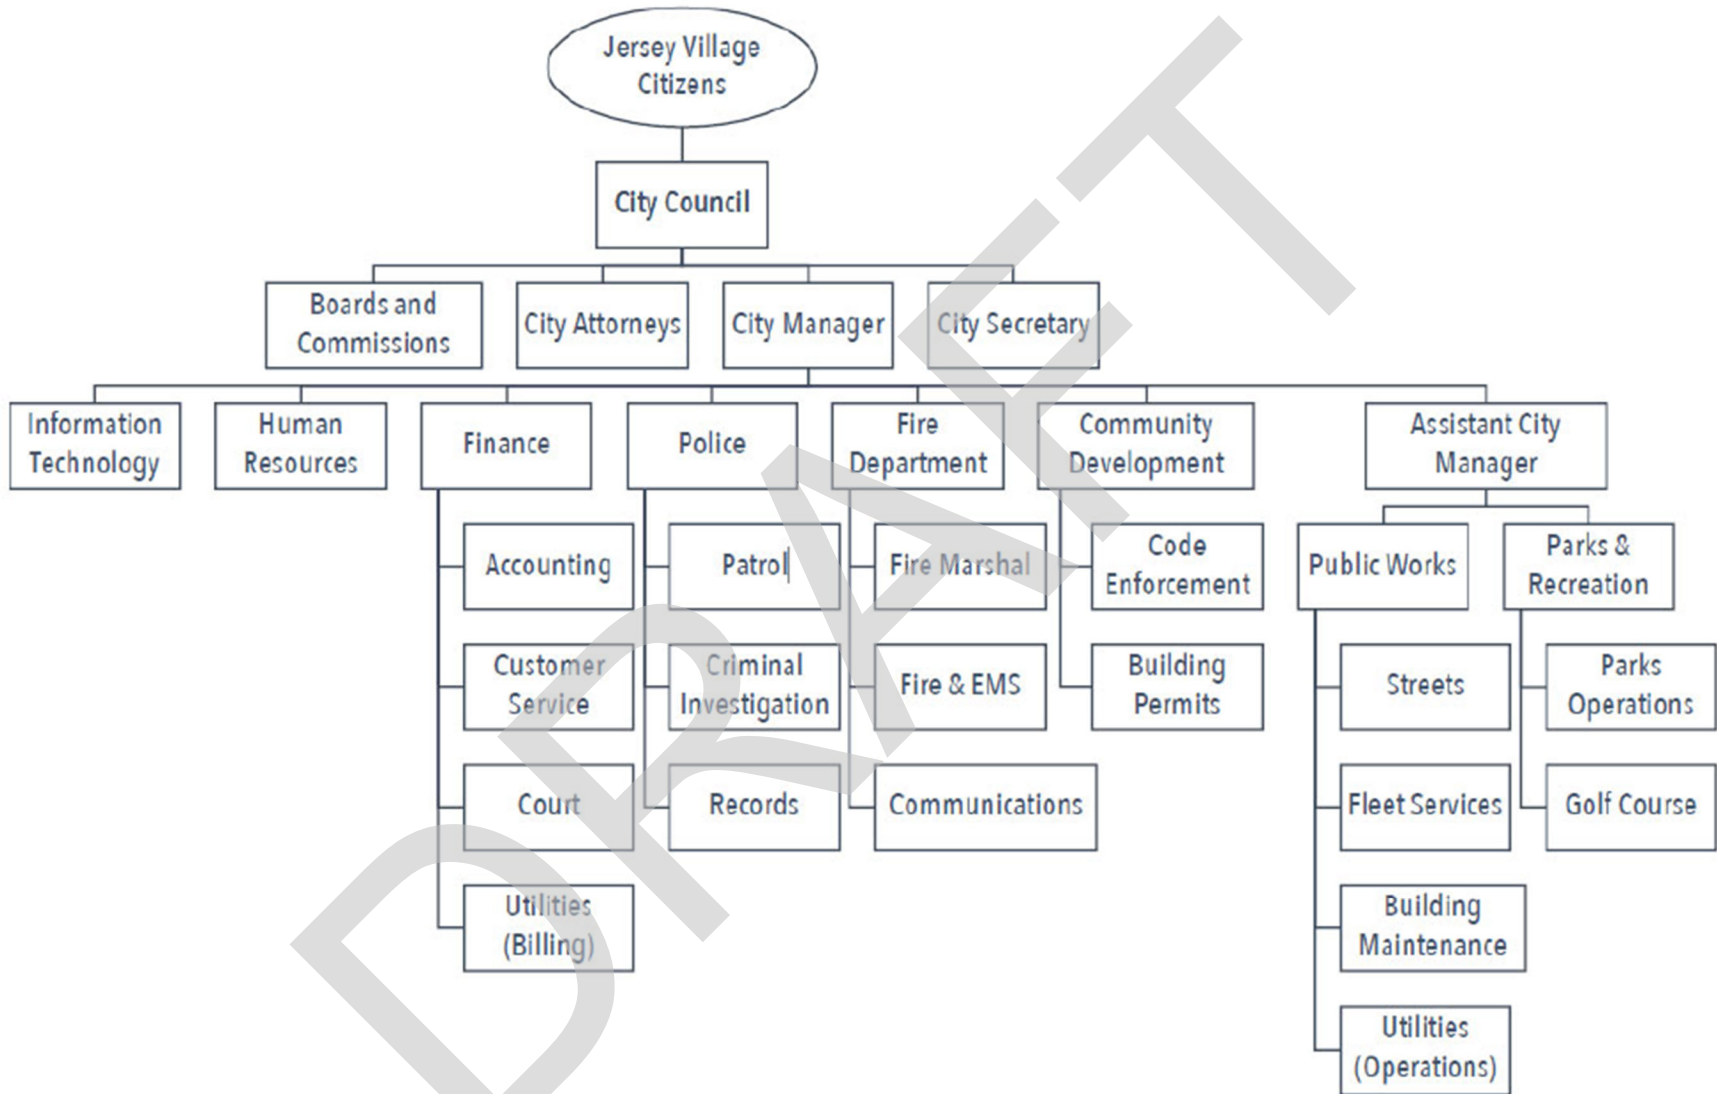 Jersey Village
Citizens
City Council
Boards and
Commissions
City Attorneys
City Manager
City Secretary
Information
Technology
Human
Resources
Finance
Police
Fire
Department
Community
Development
Assistant City
Manager
Accounting
Patrol
Fire Marshal
Code
Enforcement
Public Works
Parks &
Recreation
Customer
Service
Criminal
Investigation
Fire & EMS
Building
Permits
Streets
Parks
Operations
Court
Records
Communications
Fleet Services
Golf Course
Utilities
(Billing)
Building
Maintenance
Utilities
(Operations)
DRAFT